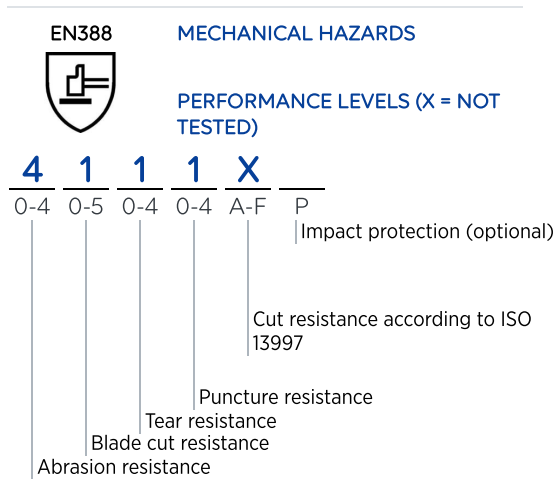 EN388
MECHANICAL HAZARDS
PERFORMANCE LEVELS (X = NOT
TESTED)
4 1 1 1 X
0-4 0-5 0-4 0-4 A-F P
Impact protection (optional)
Cut resistance according to ISO
13997
Puncture resistance
Tear resistance
Blade cut resistance
Abrasion resistance